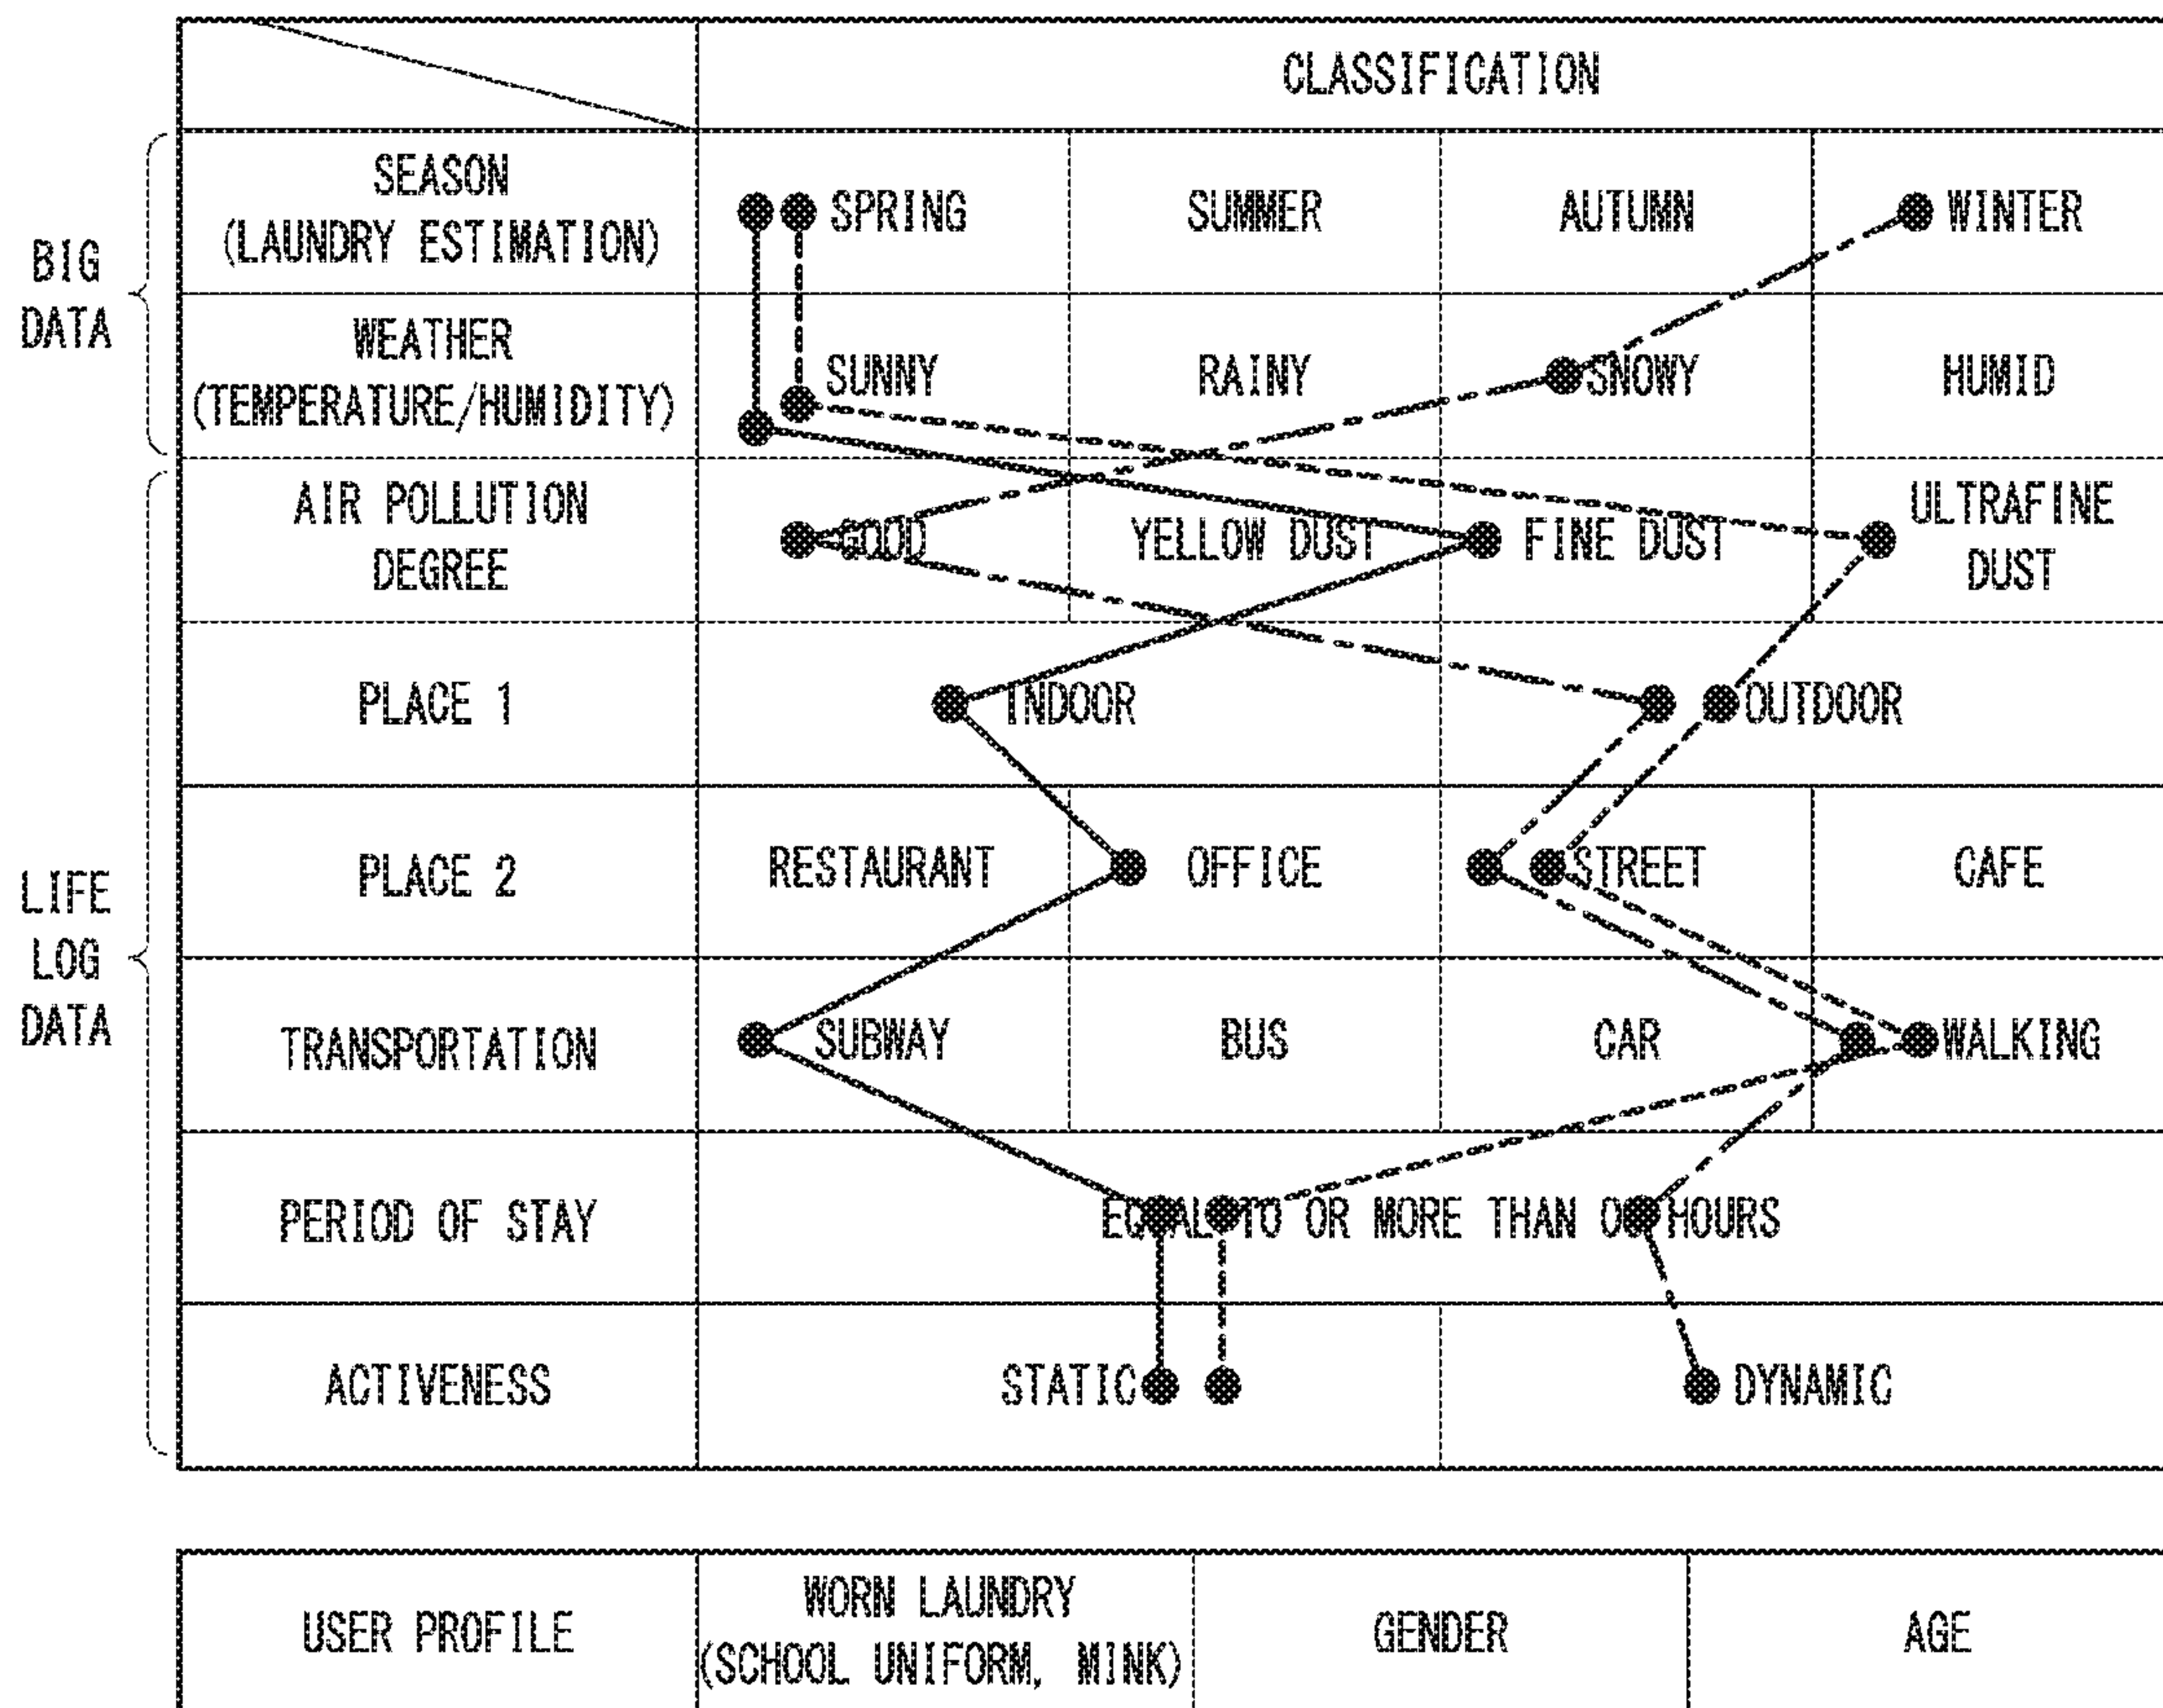 CLASSIFICATION
BIG
DATA
SEASON
(LAUNDRY ESTIMATION)
SPRING
SUMMER
AUTUMN
WINTER
WEATHER
(TEMPERATURE/HUMIDITY)
SUNNY
RAINY
SNOWY
HUMID
LIFE
LOG
DATA
AIR POLLUTION
DEGREE
GOOD
YELLOW DUST
FINE DUST
ULTRAFINE
DUST
PLACE 1
INDOOR
OUTDOOR
PLACE 2
RESTAURANT
OFFICE
STREET
CAFE
TRANSPORTATION
SUBWAY
BUS
CAR
WALKING
PERIOD OF STAY
EQUAL TO OR MORE THAN OO HOURS
ACTIVENESS
STATIC
DYNAMIC
USER PROFILE
WORN LAUNDRY
(SCHOOL UNIFORM, MINK)
GENDER
AGE